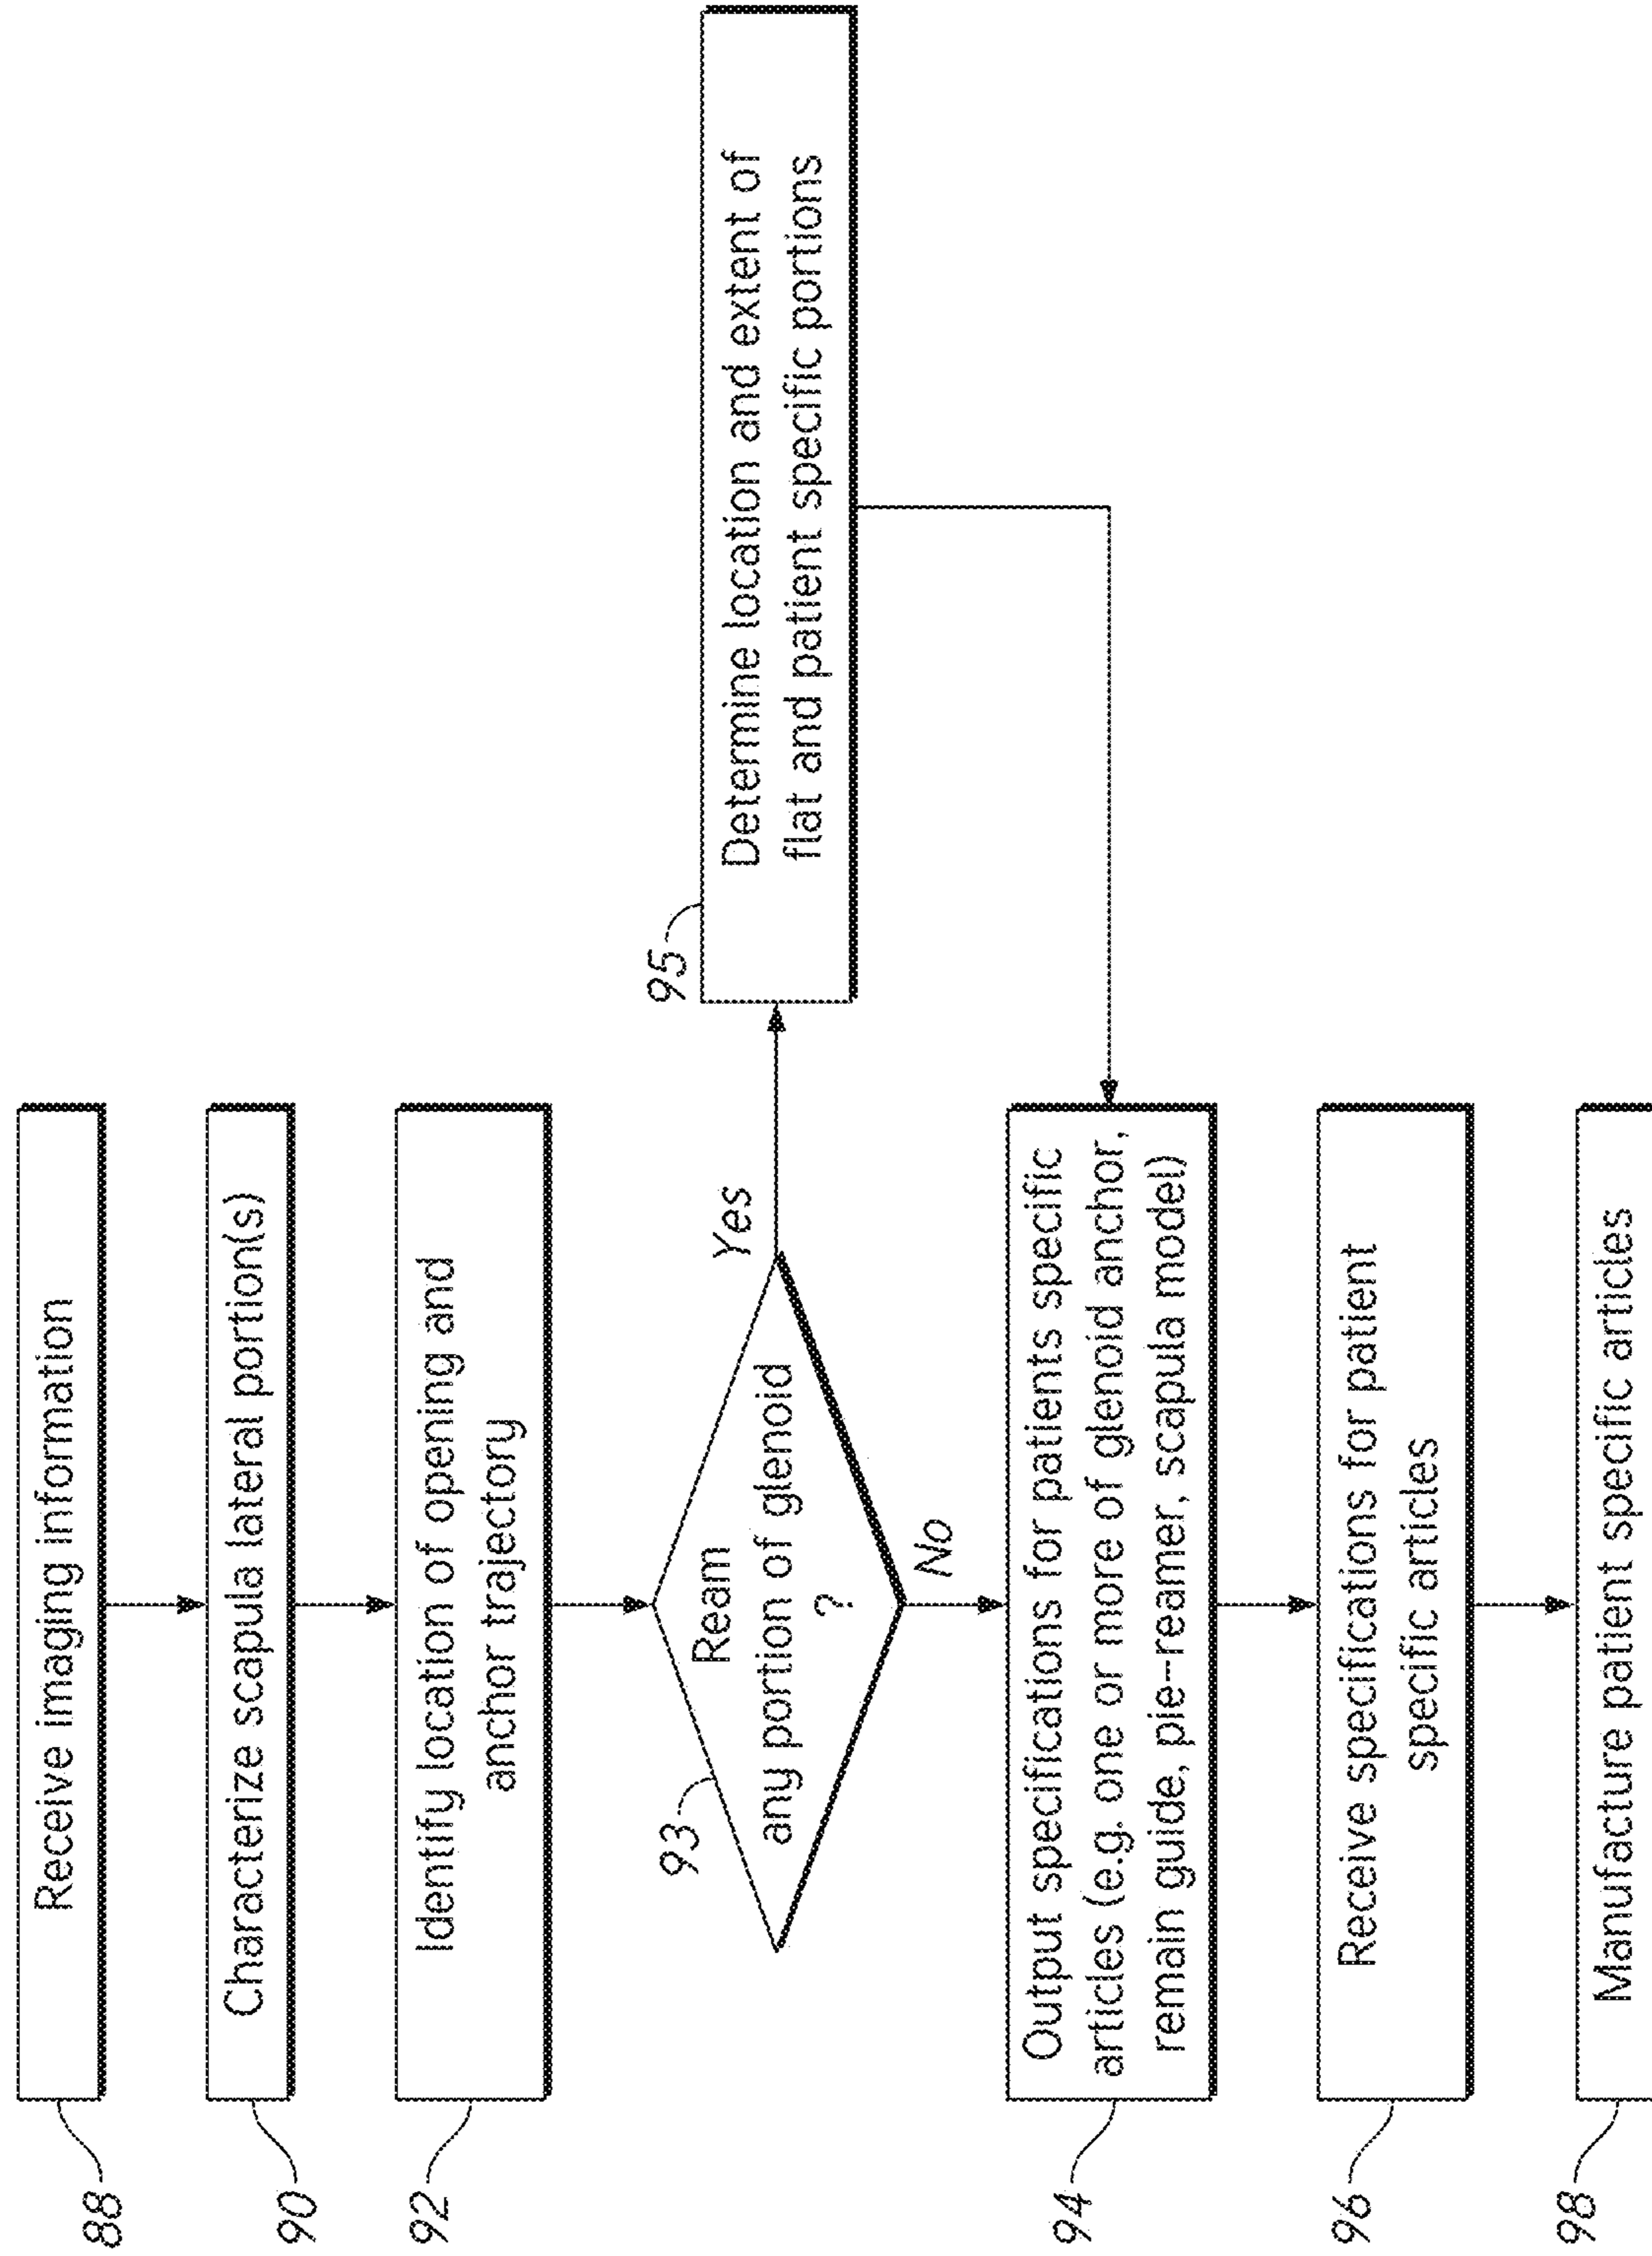 88
Receive imaging information
90
Characterize scapula lateral portion(s)
92
Identify location of opening and
anchor trajectory
93
Ream
any portion of glenoid
?
Yes
No
95
Determine location and extent of
flat and patient specific portions
94
Output specifications for patients specific
articles (e.g. one or more of glenoid anchor,
remain guide, pie-reamer, scapula model)
96
Receive specifications for patient
specific articles
98
Manufacture patient specific articles